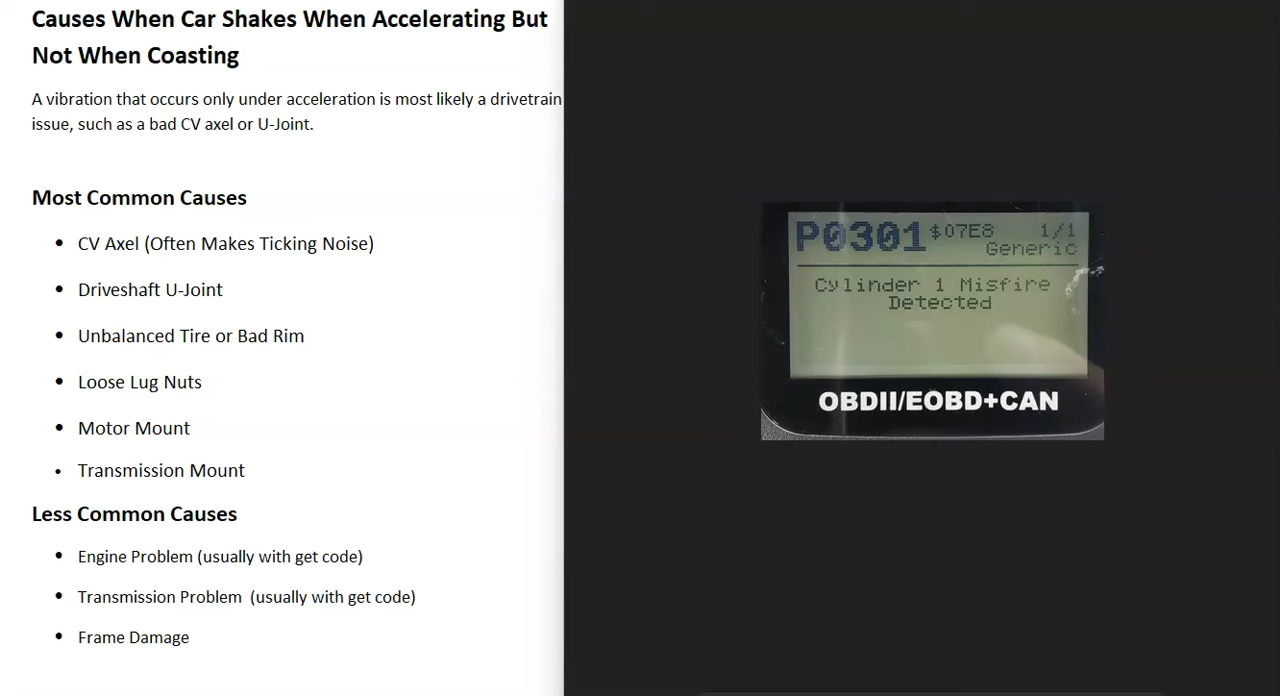 Causes When Car Shakes When Accelerating But
Not When Coasting
A vibration that occurs only under acceleration is most likely a drivetrain
issue, such as a bad CV axel or U-Joint.
Most Common Causes
• CV Axel (Often Makes Ticking Noise)
• Driveshaft U-Joint
• Unbalanced Tire or Bad Rim
• Loose Lug Nuts
• Motor Mount
• Transmission Mount
Less Common Causes
• Engine Problem (usually with get code)
• Transmission Problem (usually with get code)
• Frame Damage
P0301 $07E8 1/1
Generic
Cylinder 1 Misfire
Detected
OBDII/EOBD+CAN